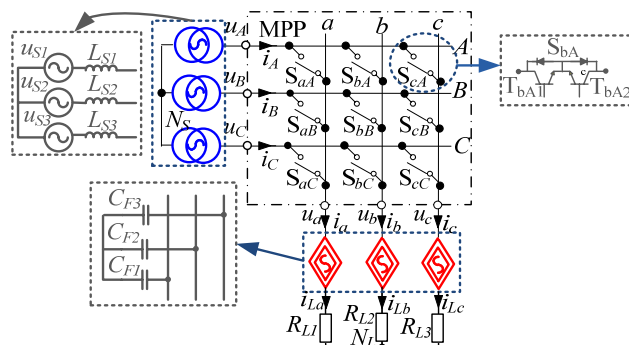 u_A MPP a b c
u_S1 L_S1
i_A A
S_aA S_bA S_cA
S_bA
T_bA1 T_bA2
u_S2 L_S2
u_B
i_B B
u_S3 L_S3
N_S
S_aB S_bB S_cB
u_C
i_C C
S_aC S_bC S_cC
C_F3
C_F2
C_F1
u_a i_a u_b i_b u_c i_c
i_La i_Lb i_Lc
R_L1 R_L2 R_L3